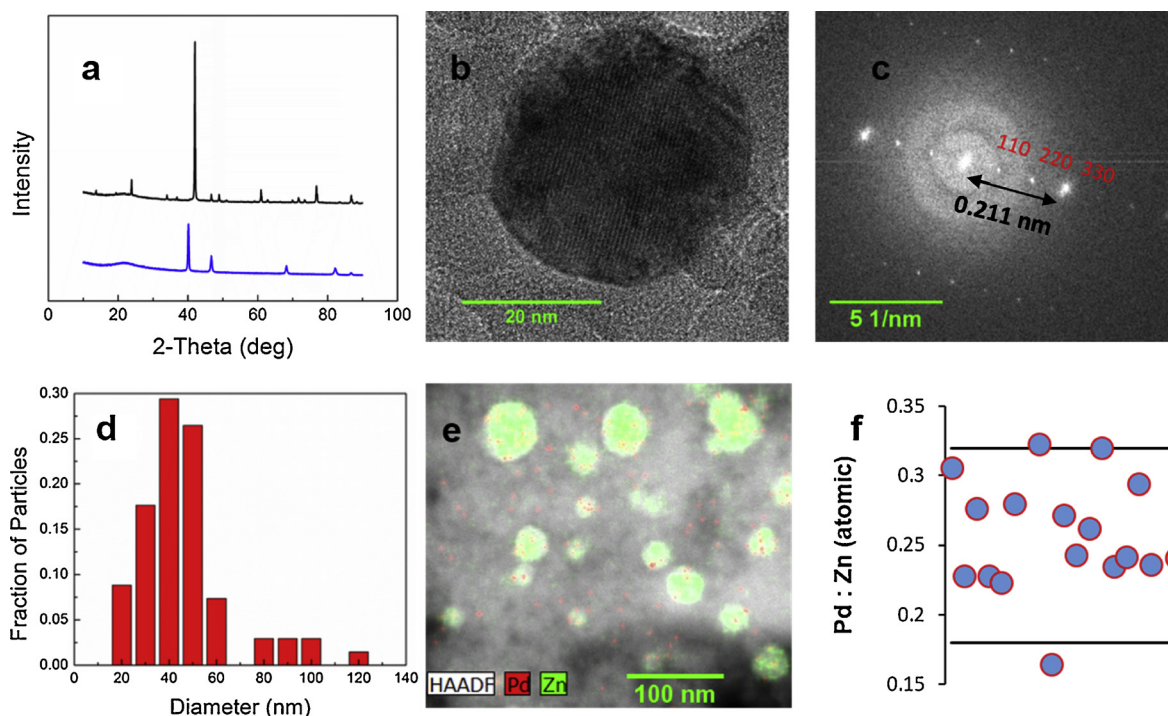 a
Intensity
0 20 40 60 80 100
2-Theta (deg)
b
20 nm
c
110 220 330
0.211 nm
5 1/nm
d
Fraction of Particles
0.30
0.25
0.20
0.15
0.10
0.05
0.00
0 20 40 60 80 100 120 140
Diameter (nm)
e
HAADF Pd Zn
100 nm
f
Pd : Zn (atomic)
0.35
0.3
0.25
0.2
0.15